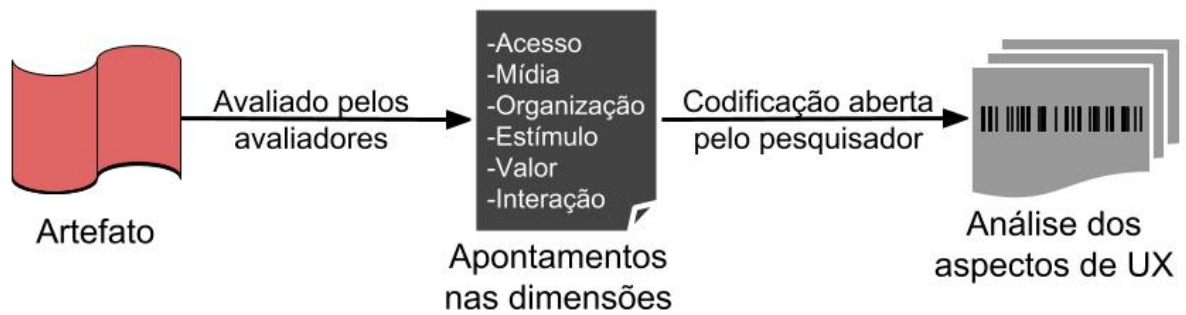 Artefato
Avaliado pelos
avaliadores
-Acesso
-Mídia
-Organização
-Estímulo
-Valor
-Interação
Apontamentos
nas dimensões
Codificação aberta
pelo pesquisador
Análise dos
aspectos de UX